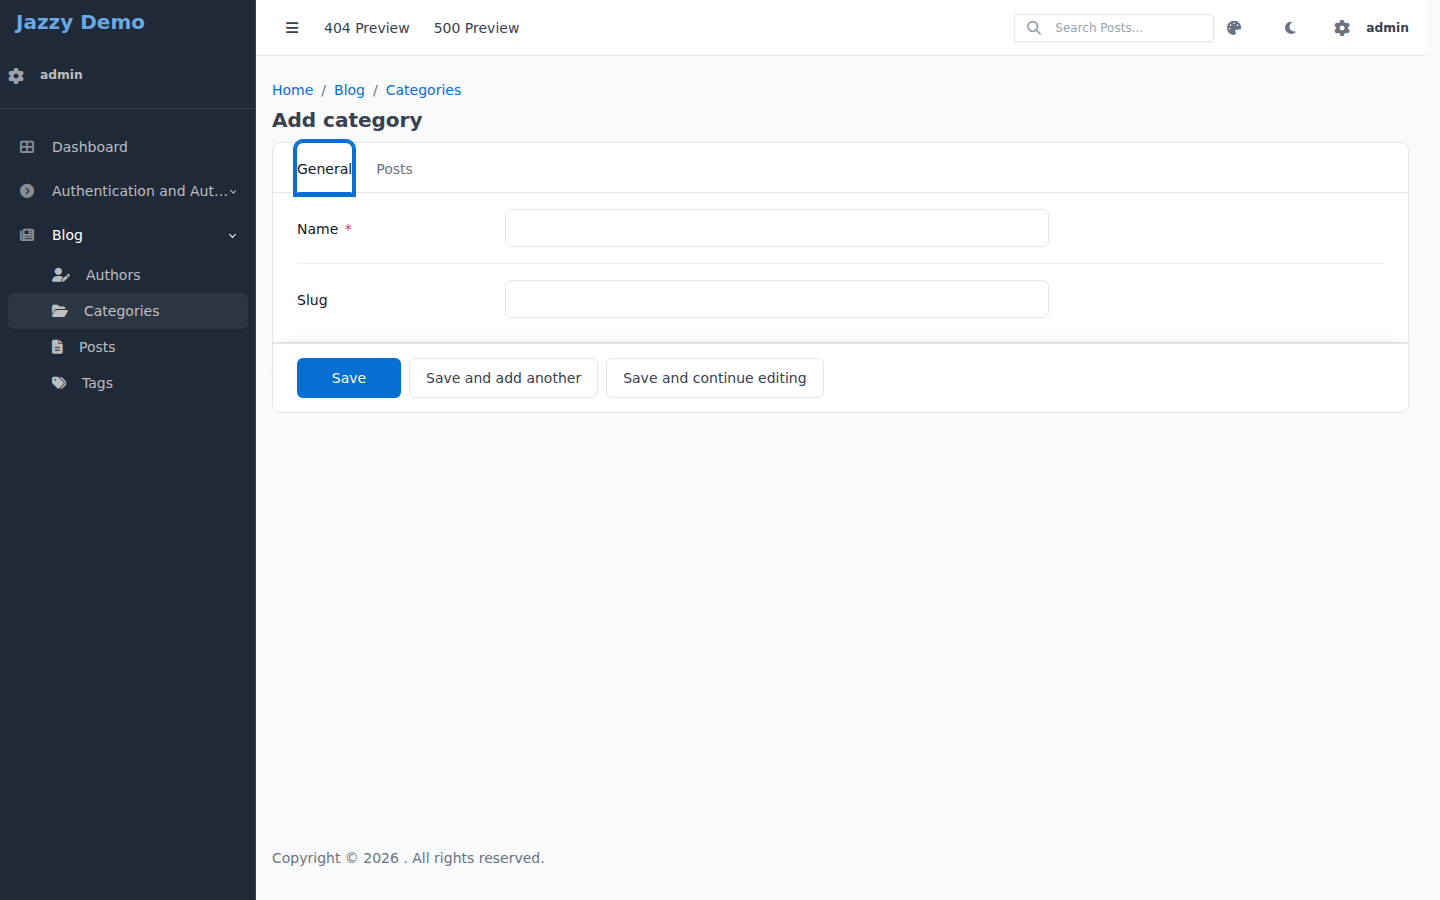 Jazzy Demo
admin
Dashboard
Authentication and Aut...
Blog
Authors
Categories
Posts
Tags
404 Preview
500 Preview
Search Posts...
admin
Home / Blog / Categories
Add category
General
Posts
Name *
Slug
Save
Save and add another
Save and continue editing
Copyright © 2026 . All rights reserved.